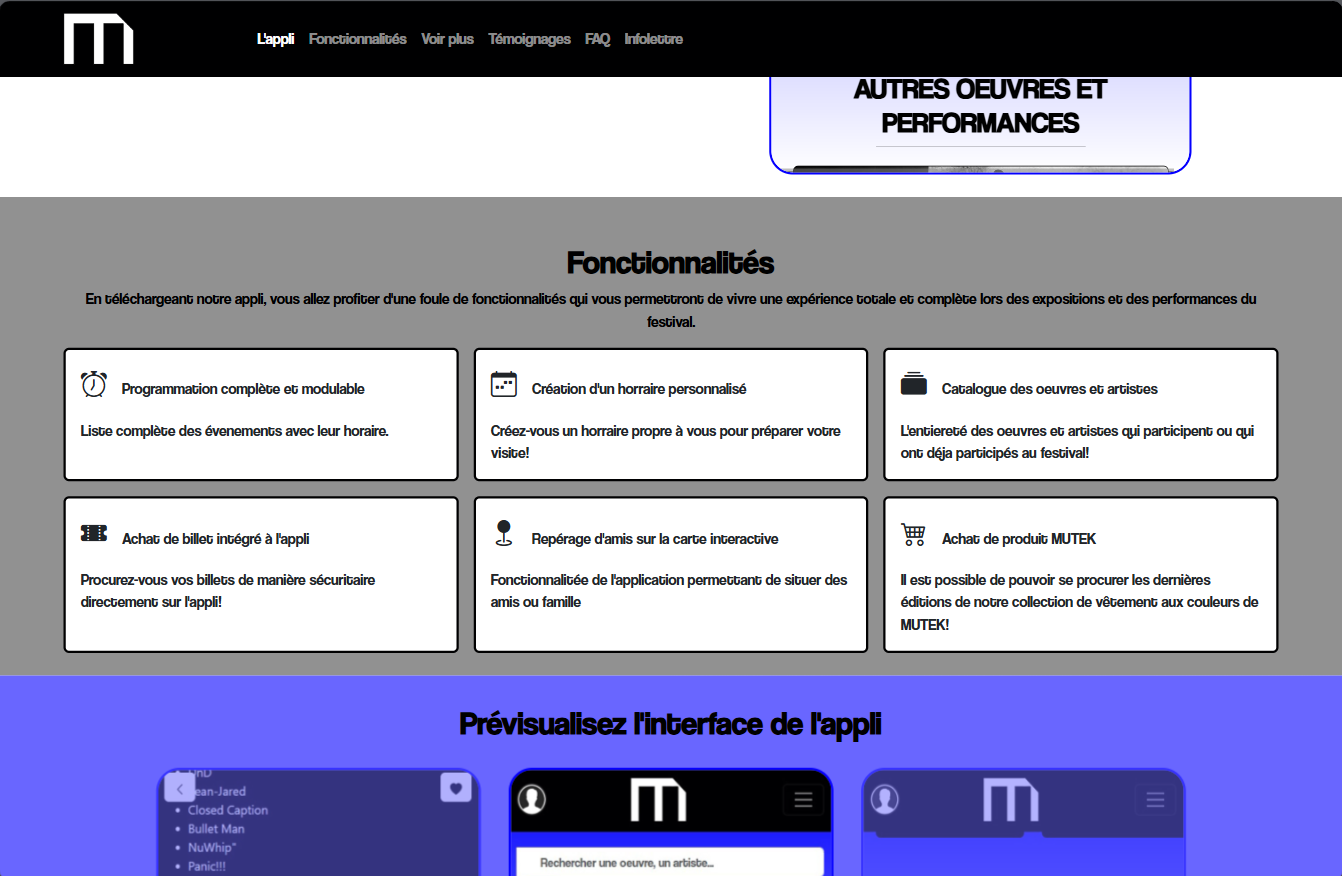 L'appli Fonctionnalités Voir plus Témoignages FAQ Infolettre
AUTRES OEUVRES ET
PERFORMANCES
Fonctionnalités
En téléchargeant notre appli, vous allez profiter d'une foule de fonctionnalités qui vous permettront de vivre une expérience totale et complète lors des expositions et des performances du
festival.
Programmation complète et modulable
Liste complète des évenements avec leur horaire.
Création d'un horraire personnalisé
Créez-vous un horraire propre à vous pour préparer votre
visite!
Catalogue des oeuvres et artistes
L'entiereté des oeuvres et artistes qui participent ou qui
ont déja participés au festival!
Achat de billet intégré à l'appli
Procurez-vous vos billets de manière sécuritaire
directement sur l'appli!
Repérage d'amis sur la carte interactive
Fonctionnalitée de l'application permettant de situer des
amis ou famille
Achat de produit MUTEK
Il est possible de pouvoir se procurer les dernières
éditions de notre collection de vêtement aux couleurs de
MUTEK!
Prévisualisez l'interface de l'appli
Closed Caption
Bullet Man
NuWhip"
Panic!!!
Rechercher une oeuvre, un artiste...